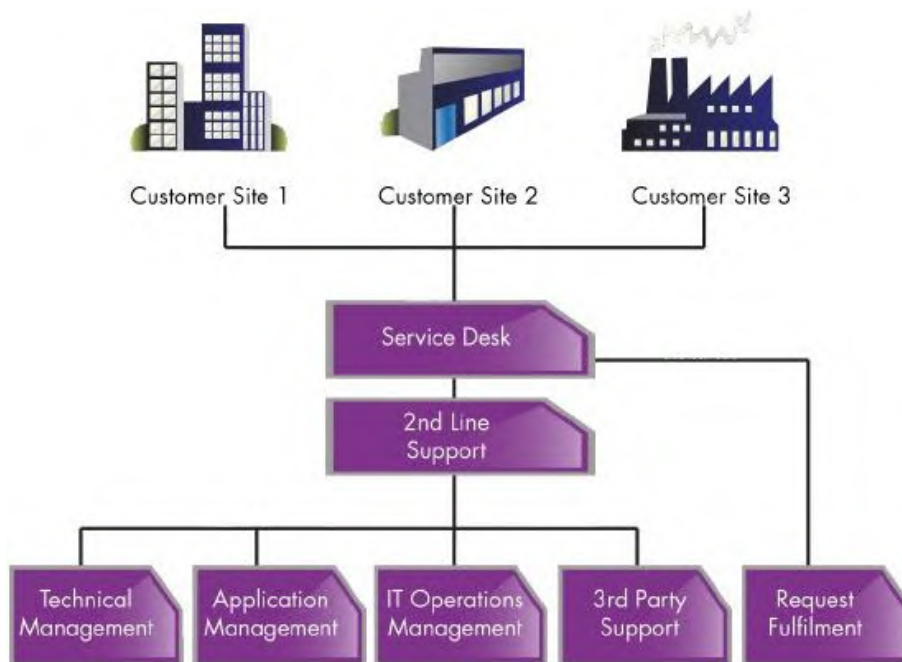 Customer Site 1
Customer Site 2
Customer Site 3
Service Desk
2nd Line
Support
Technical
Management
Application
Management
IT Operations
Management
3rd Party
Support
Request
Fulfilment